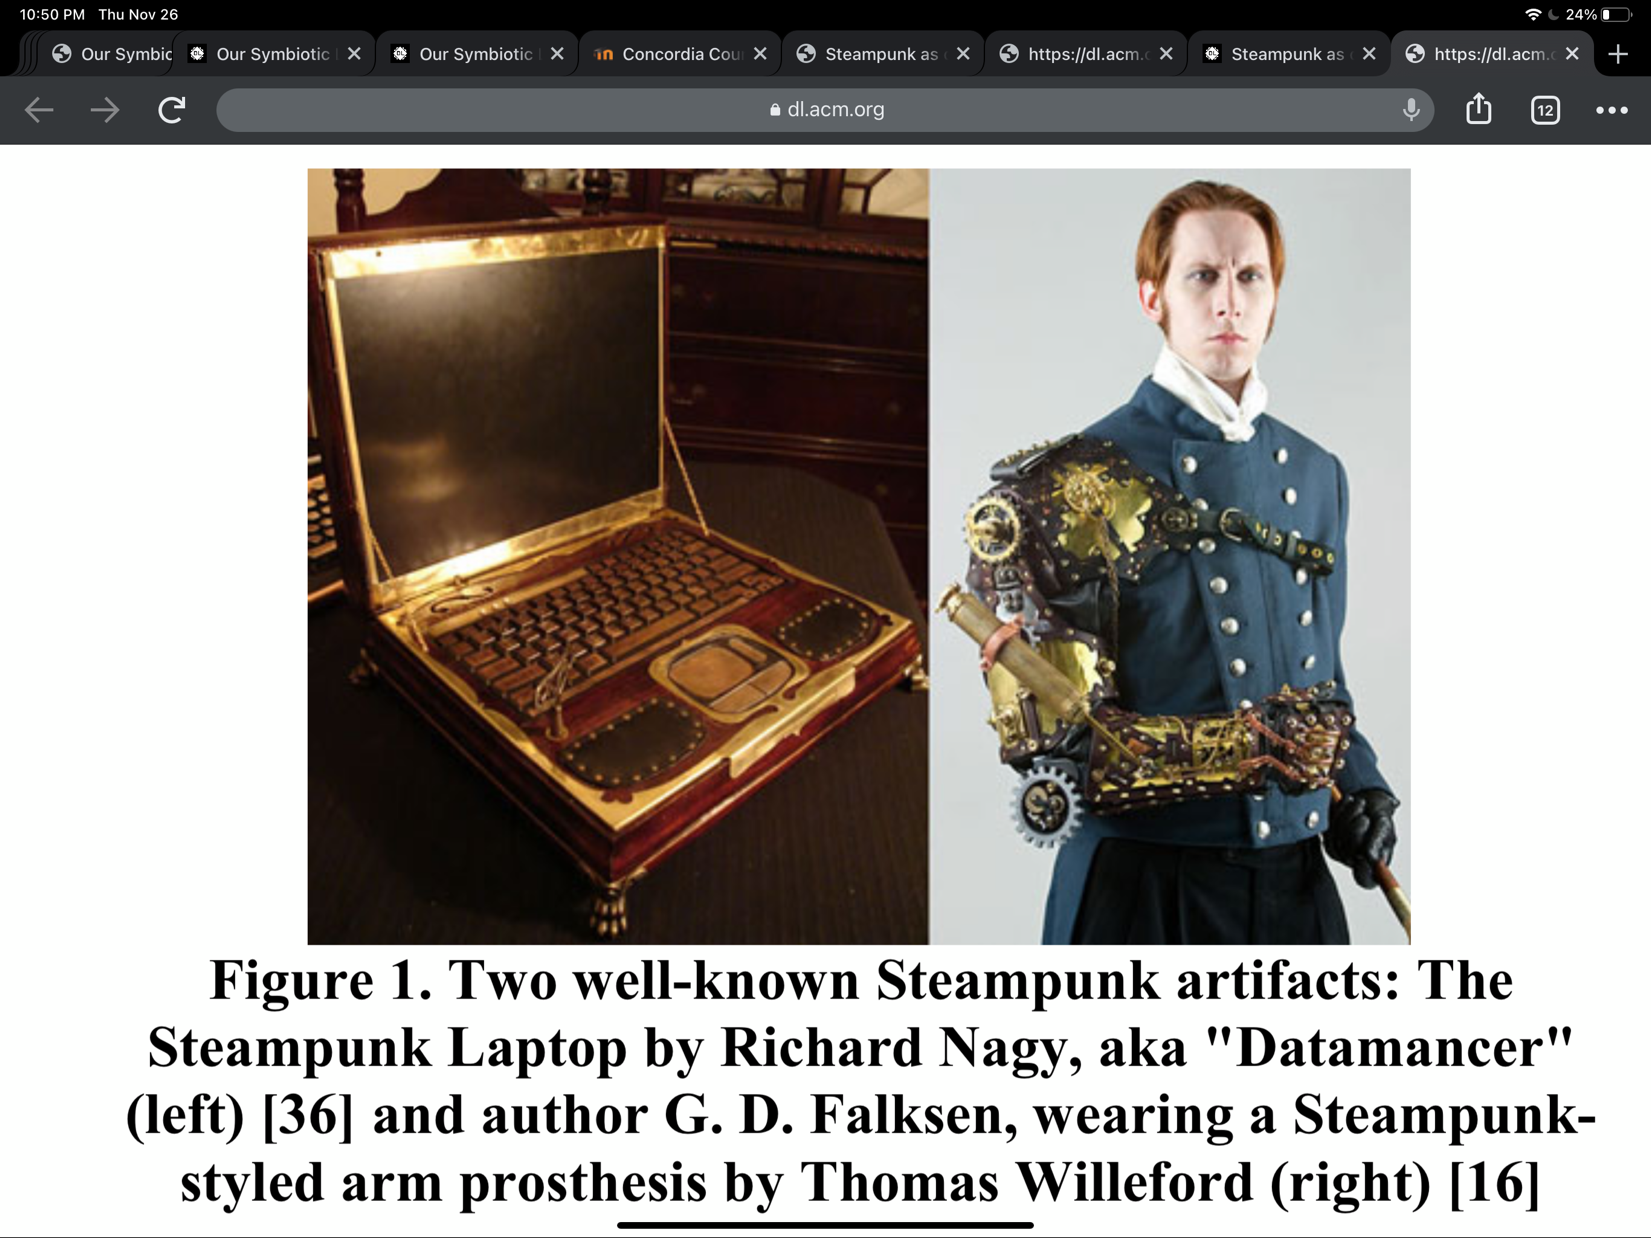 10:50 PM Thu Nov 26
24%
Our Symbic
Our Symbiotic
Our Symbiotic
Concordia Cou
Steampunk as
https://dl.acm.
Steampunk as
https://dl.acm.
dl.acm.org
12
Figure 1. Two well-known Steampunk artifacts: The
Steampunk Laptop by Richard Nagy, aka "Datamancer"
(left) [36] and author G. D. Falksen, wearing a Steampunk-
styled arm prosthesis by Thomas Willeford (right) [16]